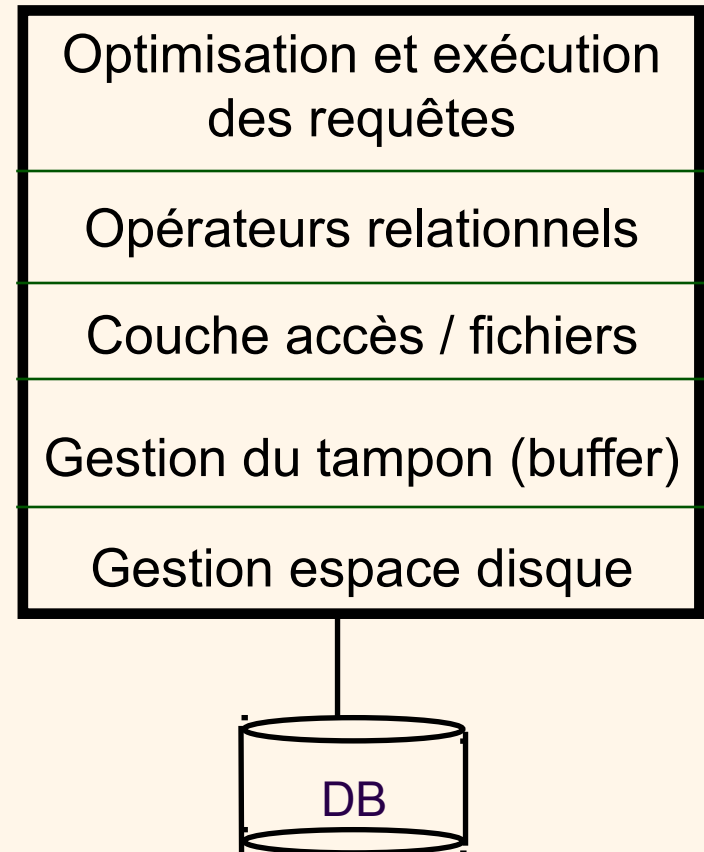 Optimisation et exécution
des requêtes
Opérateurs relationnels
Couche accès / fichiers
Gestion du tampon (buffer)
Gestion espace disque
DB